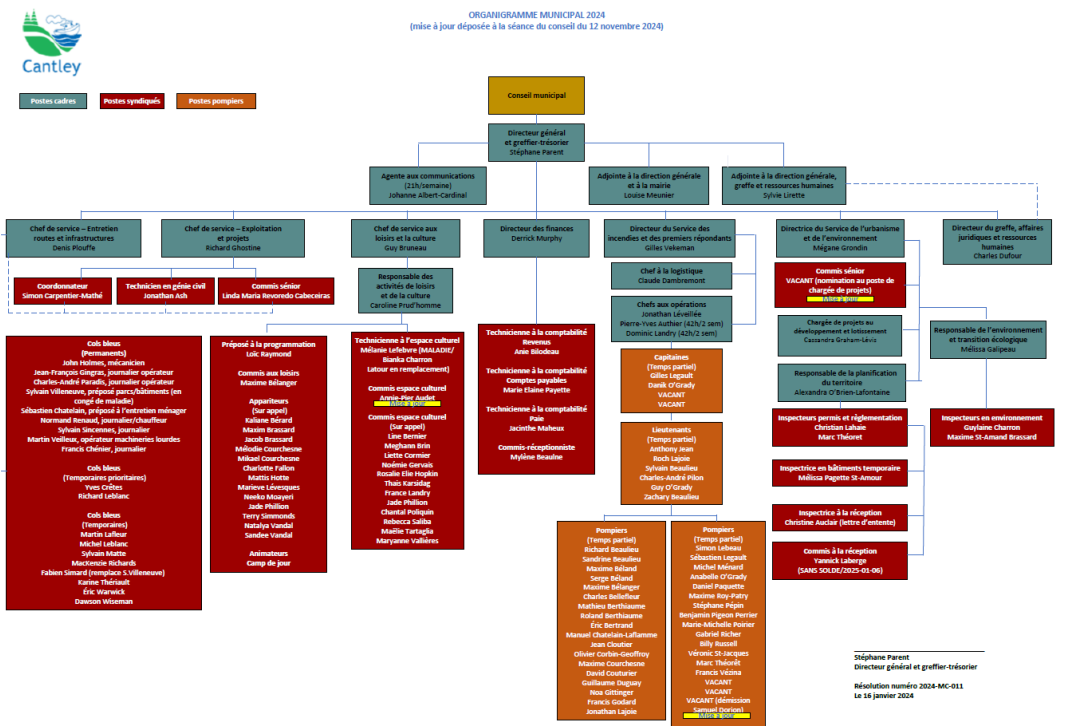 ORGANIGRAMME MUNICIPAL 2024
(mise à jour déposée à la séance du conseil du 12 novembre 2024)
Cantley
Postes cadres
Postes syndiqués
Postes pompiers
Conseil municipal
Directeur général
et greffier-trésorier
Stéphane Parent
Agente aux communications
(21h/semaine)
Johanne Albert-Cardinal
Adjointe à la direction générale
et à la mairie
Louise Meunier
Adjointe à la direction générale,
greffe et ressources humaines
Sylvie Lirette
Chef de service – Entretien
routes et infrastructures
Denis Plouffe
Chef de service – Exploitation
et projets
Richard Ghostine
Chef de service aux
loisirs et la culture
Guy Bruneau
Directeur des finances
Derrick Murphy
Directeur du Service des
incendies et des premiers répondants
Gilles Vekeman
Directrice du Service de l'urbanisme
et de l'environnement
Mégane Grondin
Directeur du greffe, affaires
juridiques et ressources
humaines
Charles Dufour
Coordonnateur
Simon Carpentier-Mathé
Technicien en génie civil
Jonathan Ash
Commis sénior
Linda Maria Revoredo Cabeceiras
Responsable des
activités de loisirs
et de la culture
Caroline Prud'homme
Chef à la logistique
Claude Dambremont
Chefs aux opérations
Jonathan Léveillée
Pierre-Yves Authier (42h/2 sem)
Dominic Landry (42h/2 sem)
Commis sénior
VACANT (nomination au poste de
chargée de projets)
Mise à jour
Chargée de projets au
développement et lotissement
Cassandra Graham-Lévis
Responsable de la planification
du territoire
Alexandra O'Brien-Lafontaine
Responsable de l'environnement
et transition écologique
Mélissa Galipeau
Cols bleus
(Permanents)
John Holmes, mécanicien
Jean-François Gingras, journalier opérateur
Charles-André Paradis, journalier opérateur
Sylvain Villeneuve, préposé parcs/bâtiments (en
congé de maladie)
Sébastien Chatelain, préposé à l'entretien ménager
Normand Renaud, journalier/chauffeur
Sylvain Sincennes, journalier
Martin Veilleux, opérateur machineries lourdes
Francis Chénier, journalier
Cols bleus
(Temporaires prioritaires)
Yves Crêtes
Richard Leblanc
Cols bleus
(Temporaires)
Martin Lafleur
Michel Leblanc
Sylvain Matte
MacKenzie Richards
Fabien Simard (remplace S.Villeneuve)
Karine Thériault
Éric Warwick
Dawson Wiseman
Préposé à la programmation
Loïc Raymond
Commis aux loisirs
Maxime Bélanger
Appariteurs
(Sur appel)
Kaliane Bérard
Maxim Brassard
Jacob Brassard
Mélodie Courchesne
Mikael Courchesne
Charlotte Fallon
Mattis Hotte
Marieve Lévesques
Neeko Moayeri
Jade Phillion
Terry Simmonds
Natalya Vandal
Sandee Vandal
Animateurs
Camp de jour
Technicienne à l'espace culturel
Mélanie Lefebvre (MALADIE/
Bianka Charron
Latour en remplacement)
Commis espace culturel
Annie-Pier Audet
Mise à jour
Commis espace culturel
(Sur appel)
Line Bernier
Meghann Brin
Liette Cormier
Noémie Gervais
Rosalie Elie Hopkin
Thais Karsidag
France Landry
Jade Phillion
Chantal Poliquin
Rebecca Saliba
Maëlie Tartaglia
Maryanne Vallières
Technicienne à la comptabilité
Revenus
Anie Bilodeau
Technicienne à la comptabilité
Comptes payables
Marie Elaine Payette
Technicienne à la comptabilité
Paie
Jacinthe Maheux
Commis-réceptionniste
Mylène Beaulne
Capitaines
(Temps partiel)
Gilles Legault
Danik O'Grady
VACANT
VACANT
Lieutenants
(Temps partiel)
Anthony Jean
Roch Lajoie
Sylvain Beaulieu
Charles-André Pilon
Guy O'Grady
Zachary Beaulieu
Pompiers
(Temps partiel)
Richard Beaulieu
Sandrine Beaulieu
Maxime Béland
Serge Béland
Maxime Bélanger
Charles Bellefleur
Mathieu Berthiaume
Roland Berthiaume
Éric Bertrand
Manuel Chatelain-Laflamme
Jean Cloutier
Olivier Corbin-Geoffroy
Maxime Courchesne
David Couturier
Guillaume Duguay
Noa Gittinger
Francis Godard
Jonathan Lajoie
Pompiers
(Temps partiel)
Simon Lebeau
Sébastien Legault
Michel Ménard
Anabelle O'Grady
Daniel Paquette
Maxime Roy-Patry
Stéphane Pépin
Benjamin Pigeon Perrier
Marie-Michelle Poirier
Gabriel Richer
Billy Russell
Véronic St-Jacques
Marc Théorêt
Francis Vézina
VACANT
VACANT
VACANT (démission
Samuel Dorion)
Mise à jour
Inspecteurs permis et règlementation
Christian Lahaie
Marc Théoret
Inspectrice en bâtiments temporaire
Mélissa Pagette St-Amour
Inspectrice à la réception
Christine Auclair (lettre d'entente)
Commis à la réception
Yannick Laberge
(SANS SOLDE/2025-01-06)
Inspecteurs en environnement
Guylaine Charron
Maxime St-Amand Brassard
Stéphane Parent
Directeur général et greffier-trésorier
Résolution numéro 2024-MC-011
Le 16 janvier 2024